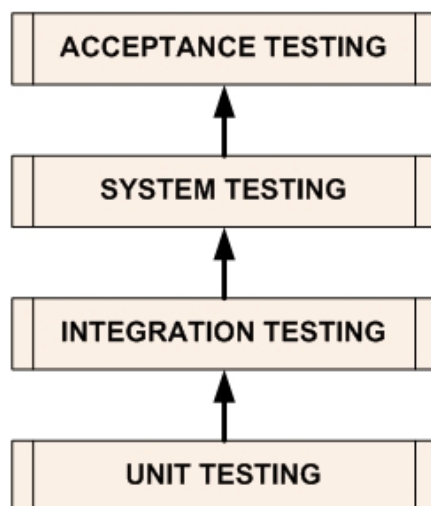 ACCEPTANCE TESTING
SYSTEM TESTING
INTEGRATION TESTING
UNIT TESTING